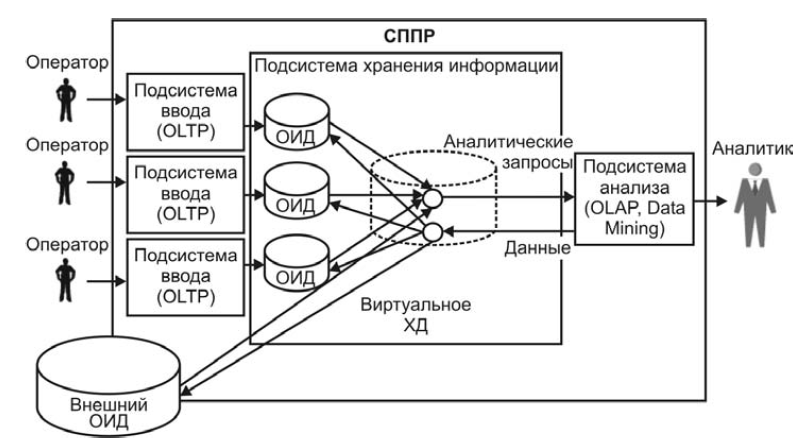 СППР
Оператор
Подсистема хранения информации
Подсистема
ввода
(OLTP)
ОИД
Оператор
Аналитические
запросы
Аналитик
Подсистема
ввода
(OLTP)
ОИД
Подсистема
анализа
(OLAP, Data
Mining)
Оператор
Данные
Подсистема
ввода
(OLTP)
ОИД
Виртуальное
ХД
Внешний
ОИД